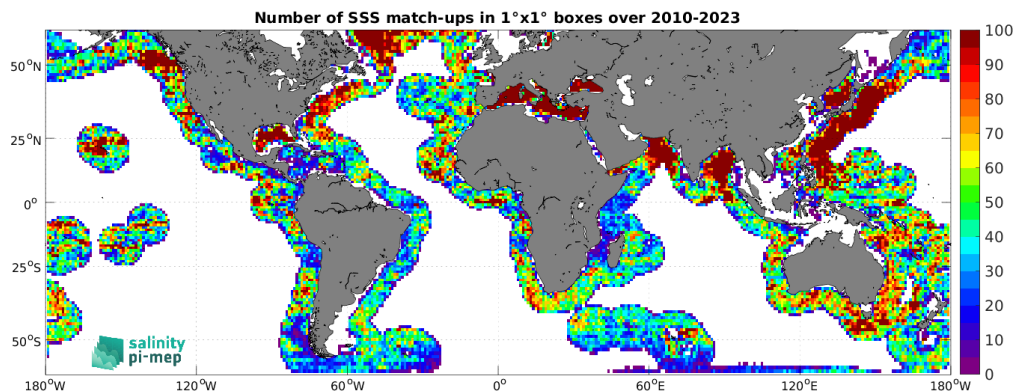 Number of SSS match-ups in 1°x1° boxes over 2010-2023
50°N
25°N
0°
25°S
50°S
180°W
120°W
60°W
0°
60°E
120°E
180°W
100
90
80
70
60
50
40
30
20
10
0
salinity
pi-mep